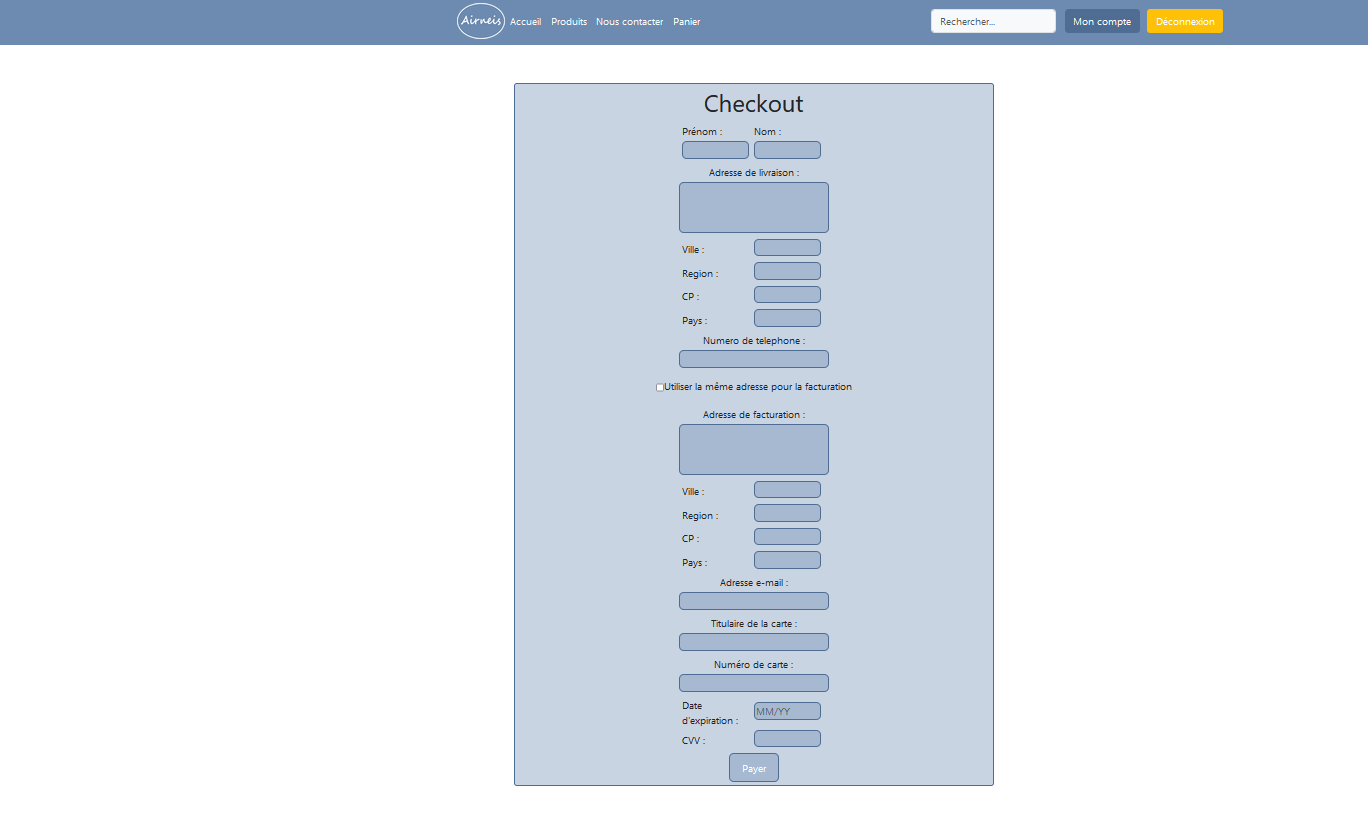 Airneis Accueil Produits Nous contacter Panier Rechercher... Mon compte Déconnexion
Checkout
Prénom : Nom :
Adresse de livraison :
Ville :
Region :
CP :
Pays :
Numero de telephone :
Utiliser la même adresse pour la facturation
Adresse de facturation :
Ville :
Region :
CP :
Pays :
Adresse e-mail :
Titulaire de la carte :
Numéro de carte :
Date
d'expiration :
MM/YY
CVV :
Payer